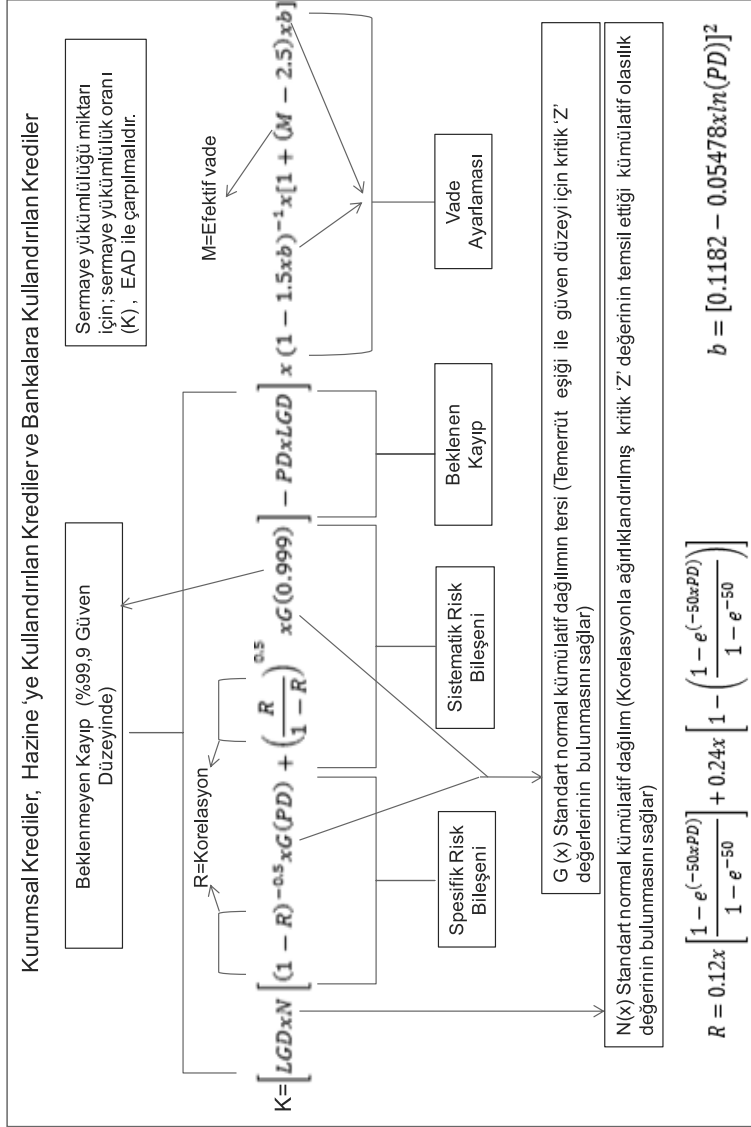 Kurumsal Krediler, Hazine 'ye Kullandırılan Krediler ve Bankalara Kullandırılan Krediler
Beklenmeyen Kayıp (%99,9 Güven
Düzeyinde)
Sermaye yükümlülüğü miktarı
için; sermaye yükümlülük oranı
(K) , EAD ile çarpılmalıdır.
R=Korelasyon
M=Efektif vade
K=[LGDxN[(1 − R)^−0.5 xG(PD) + (R/(1 − R))^0.5 xG(0.999)] − PDxLGD] x (1 − 1.5xb)^−1 x[1 + (M − 2.5)xb]
Spesifik Risk
Bileşeni
Sistematik Risk
Bileşeni
Beklenen
Kayıp
Vade
Ayarlaması
G (x) Standart normal kümülatif dağılımın tersi (Temerrüt eşiği ile güven düzeyi için kritik 'Z'
değerlerinin bulunmasını sağlar)
N(x) Standart normal kümülatif dağılım (Korelasyonla ağırlıklandırılmış kritik 'Z' değerinin temsil ettiği kümülatif olasılık
değerinin bulunmasını sağlar)
R = 0.12x[(1 − e^(−50xPD))/(1 − e^−50)] + 0.24x[1 − ((1 − e^(−50xPD))/(1 − e^−50))]
b = [0.1182 − 0.05478xln(PD)]²